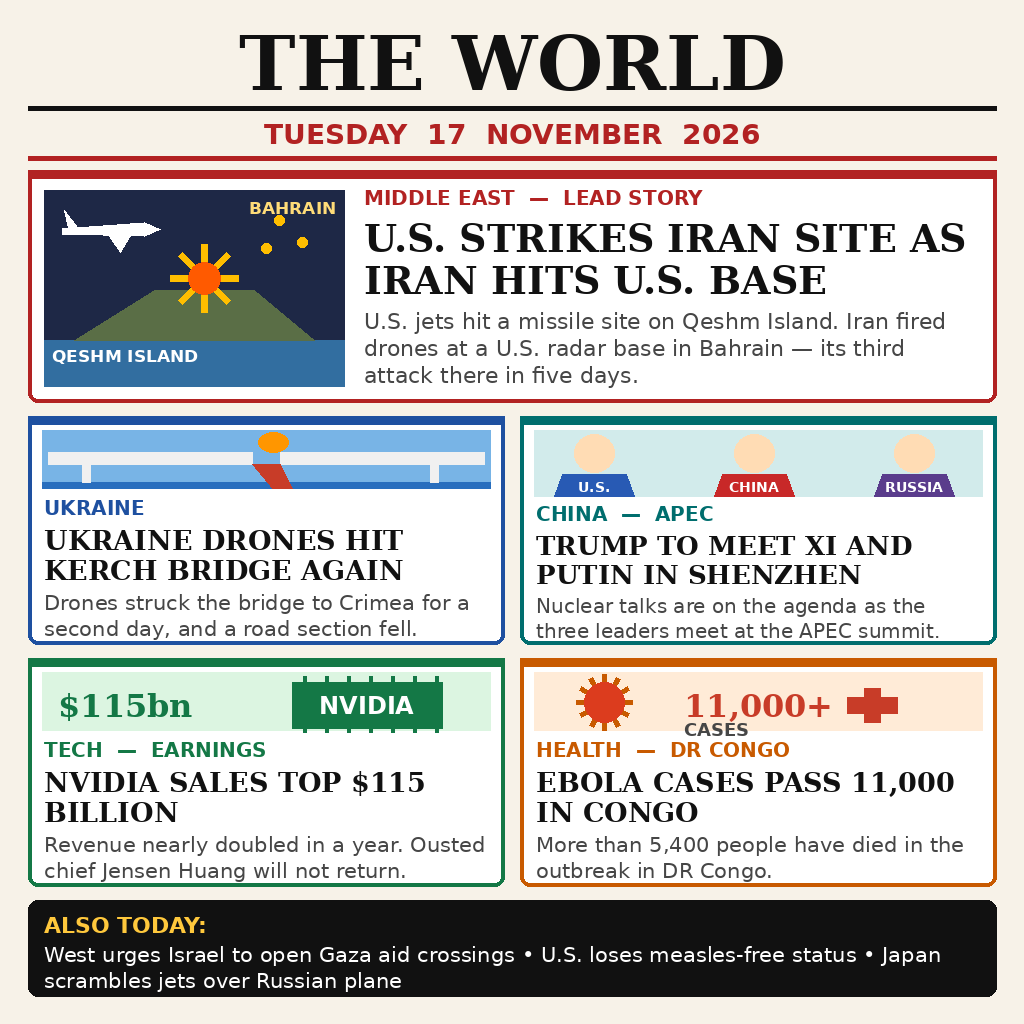 THE WORLD
TUESDAY 17 NOVEMBER 2026
BAHRAIN
QESHM ISLAND
MIDDLE EAST — LEAD STORY
U.S. STRIKES IRAN SITE AS
IRAN HITS U.S. BASE
U.S. jets hit a missile site on Qeshm Island. Iran fired
drones at a U.S. radar base in Bahrain — its third
attack there in five days.
UKRAINE
UKRAINE DRONES HIT
KERCH BRIDGE AGAIN
Drones struck the bridge to Crimea for a
second day, and a road section fell.
U.S.
CHINA
RUSSIA
CHINA — APEC
TRUMP TO MEET XI AND
PUTIN IN SHENZHEN
Nuclear talks are on the agenda as the
three leaders meet at the APEC summit.
$115bn
NVIDIA
TECH — EARNINGS
NVIDIA SALES TOP $115
BILLION
Revenue nearly doubled in a year. Ousted
chief Jensen Huang will not return.
11,000+
CASES
HEALTH — DR CONGO
EBOLA CASES PASS 11,000
IN CONGO
More than 5,400 people have died in the
outbreak in DR Congo.
ALSO TODAY:
West urges Israel to open Gaza aid crossings • U.S. loses measles-free status • Japan
scrambles jets over Russian plane